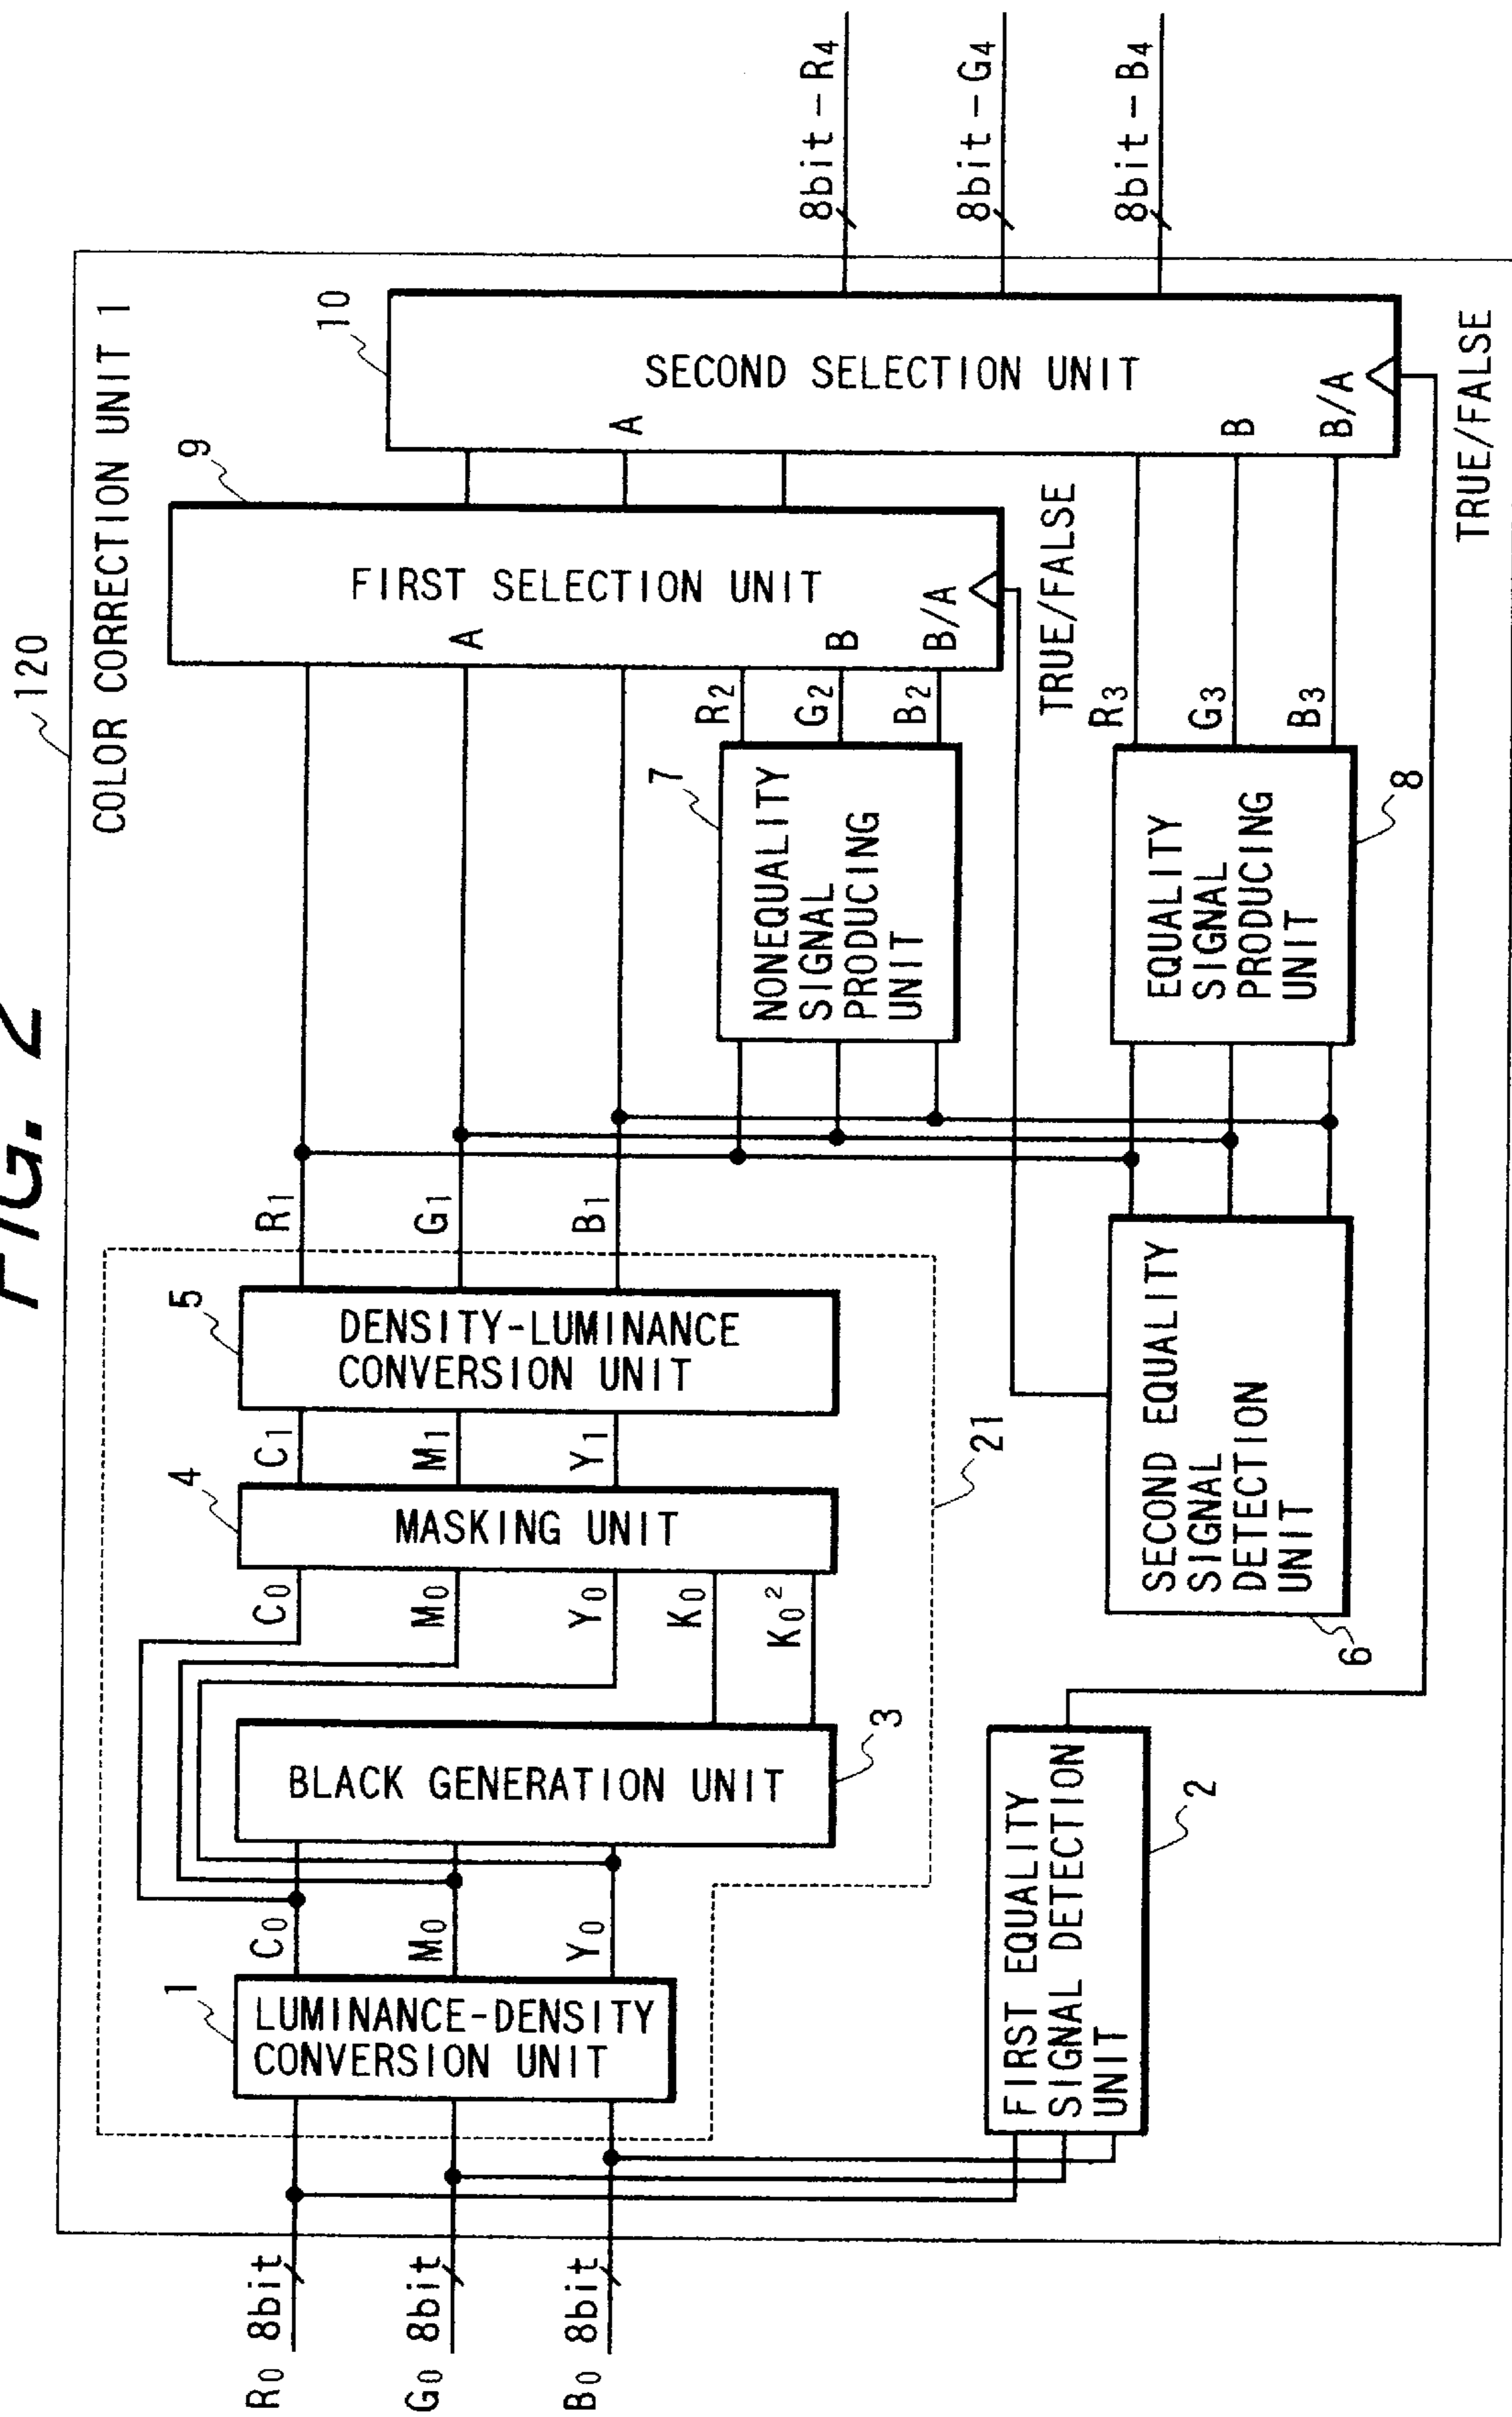 FIG. 2
120
COLOR CORRECTION UNIT 1
R0 8bit
G0 8bit
B0 8bit
1
LUMINANCE-DENSITY
CONVERSION UNIT
C0
M0
Y0
BLACK GENERATION UNIT
3
C0
M0
Y0
K0
K0²
4
MASKING UNIT
C1
M1
Y1
5
DENSITY-LUMINANCE
CONVERSION UNIT
21
R1
G1
B1
2
FIRST EQUALITY
SIGNAL DETECTION
UNIT
6
SECOND EQUALITY
SIGNAL
DETECTION
UNIT
7
NONEQUALITY
SIGNAL
PRODUCING
UNIT
R2
G2
B2
8
EQUALITY
SIGNAL
PRODUCING
UNIT
R3
G3
B3
9
FIRST SELECTION UNIT
A
B
B/A
TRUE/FALSE
10
SECOND SELECTION UNIT
A
B
B/A
TRUE/FALSE
8bit-R4
8bit-G4
8bit-B4